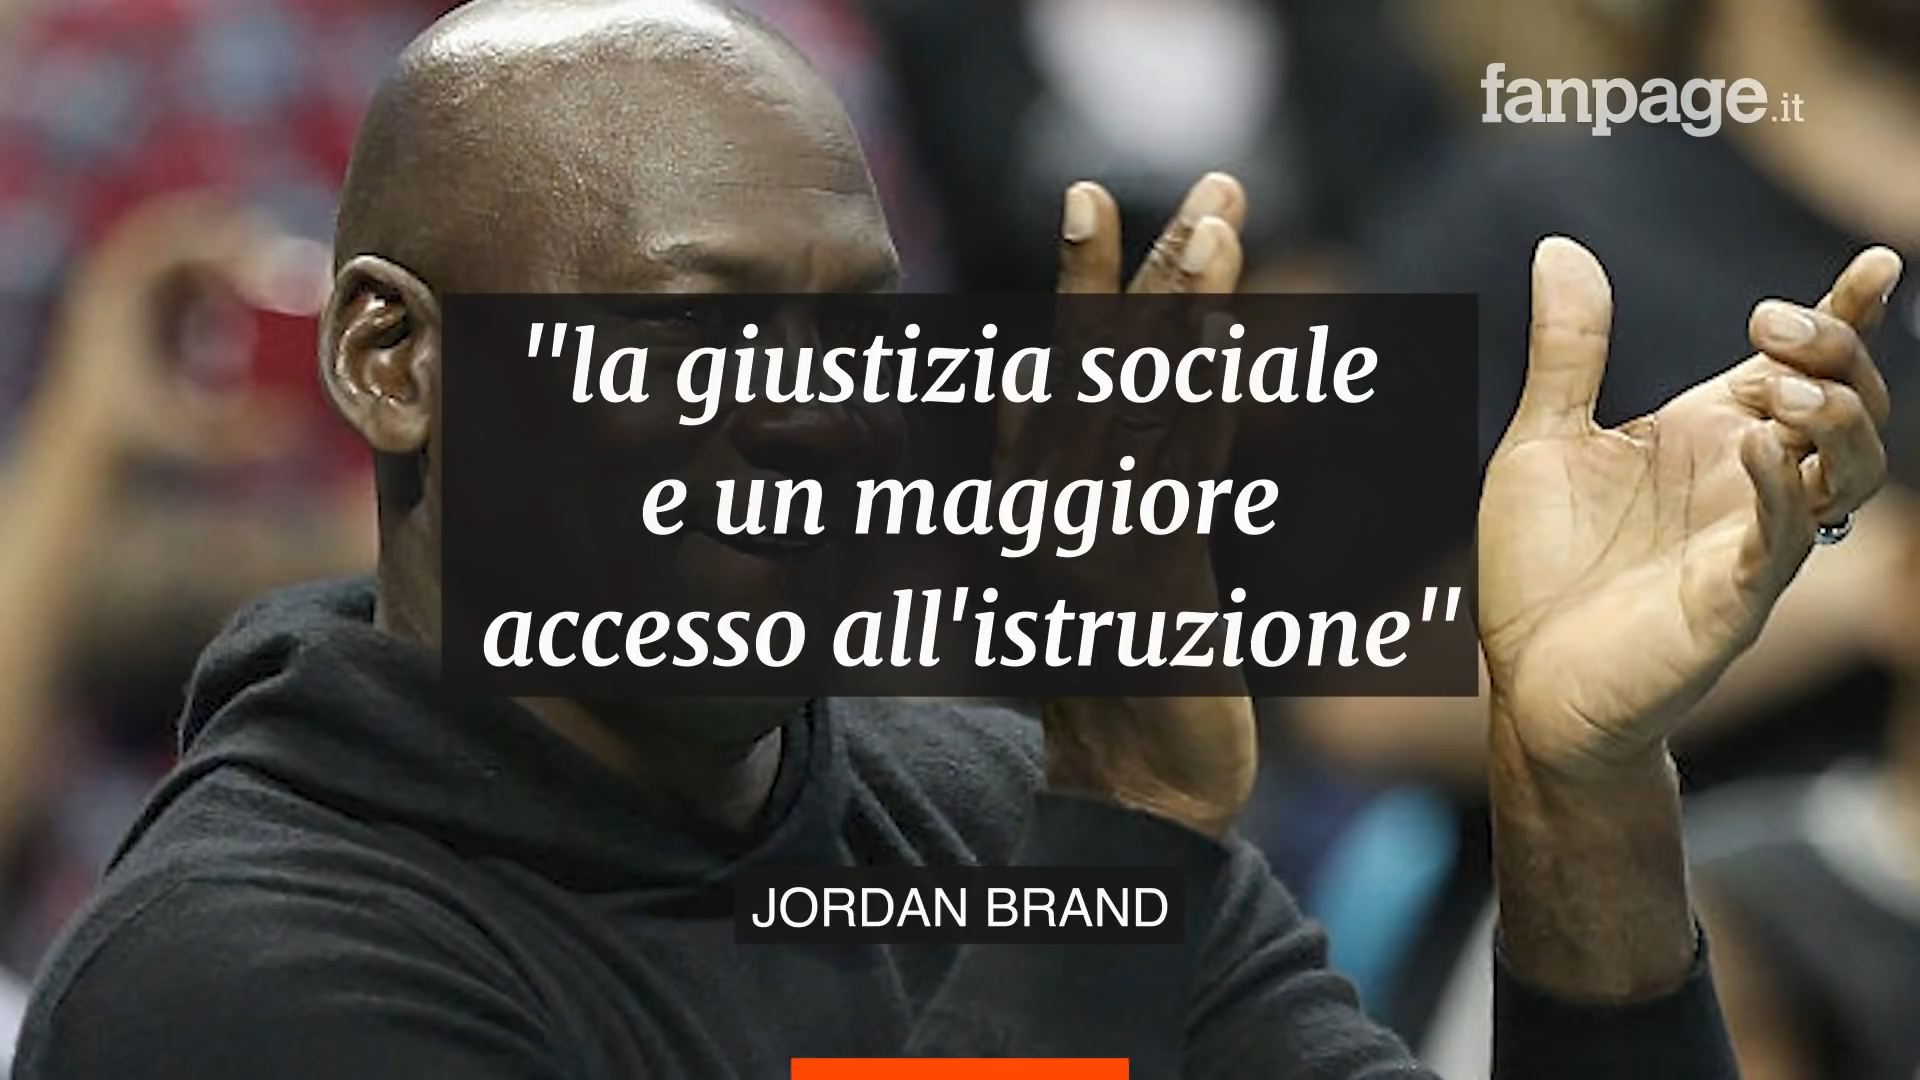 fanpage.it
"la giustizia sociale
e un maggiore
accesso all'istruzione"
JORDAN BRAND